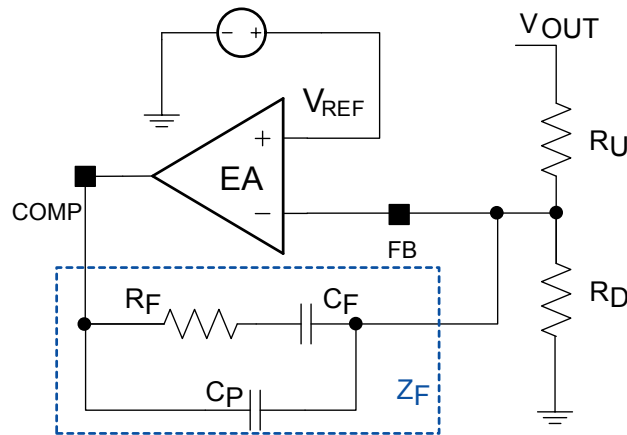 − +
VOUT
VREF
+
RU
EA
COMP
−
FB
RF
CF
RD
CP
ZF